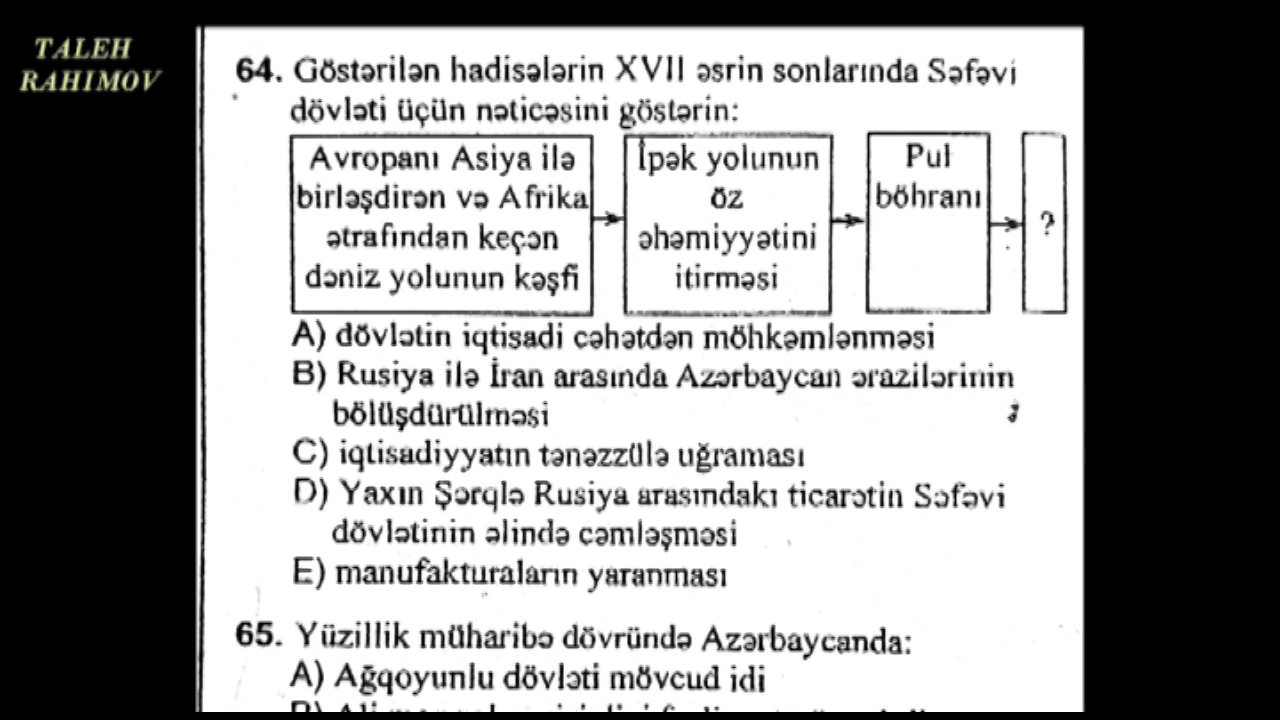 TALEH
RAHIMOV
64. Göstərilən hadisələrin XVII əsrin sonlarında Səfəvi
dövləti üçün nəticəsini göstərin:
Avropanı Asiya ilə
birləşdirən və Afrika
ətrafından keçən
dəniz yolunun kəşfi
İpək yolunun
öz
əhəmiyyətini
itirməsi
Pul
böhranı
?
A) dövlətin iqtisadi cəhətdən möhkəmlənməsi
B) Rusiya ilə İran arasında Azərbaycan ərazilərinin
bölüşdürülməsi
C) iqtisadiyyatın tənəzzülə uğraması
D) Yaxın Şərqlə Rusiya arasındakı ticarətin Səfəvi
dövlətinin əlində cəmləşməsi
E) manufakturaların yaranması
65. Yüzillik müharibə dövründə Azərbaycanda:
A) Ağqoyunlu dövləti mövcud idi